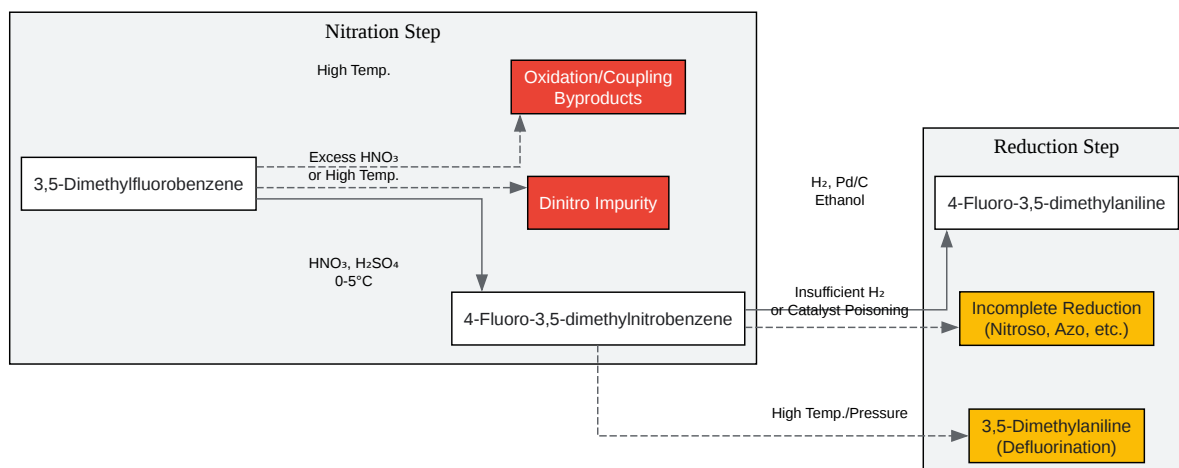 Nitration Step
High Temp.
Oxidation/Coupling
Byproducts
3,5-Dimethylfluorobenzene
Excess HNO₃
or High Temp.
Dinitro Impurity
HNO₃, H₂SO₄
0-5°C
4-Fluoro-3,5-dimethylnitrobenzene
Reduction Step
H₂, Pd/C
Ethanol
4-Fluoro-3,5-dimethylaniline
Insufficient H₂
or Catalyst Poisoning
Incomplete Reduction
(Nitroso, Azo, etc.)
High Temp./Pressure
3,5-Dimethylaniline
(Defluorination)